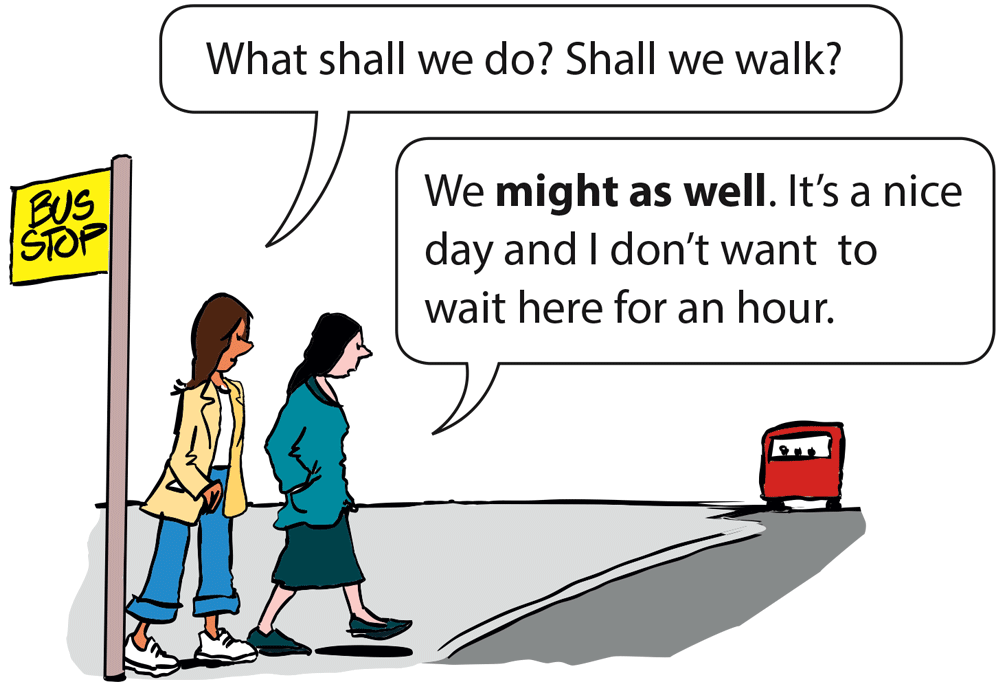 What shall we do? Shall we walk?
We might as well. It's a nice
day and I don't want to
wait here for an hour.
BUS
STOP